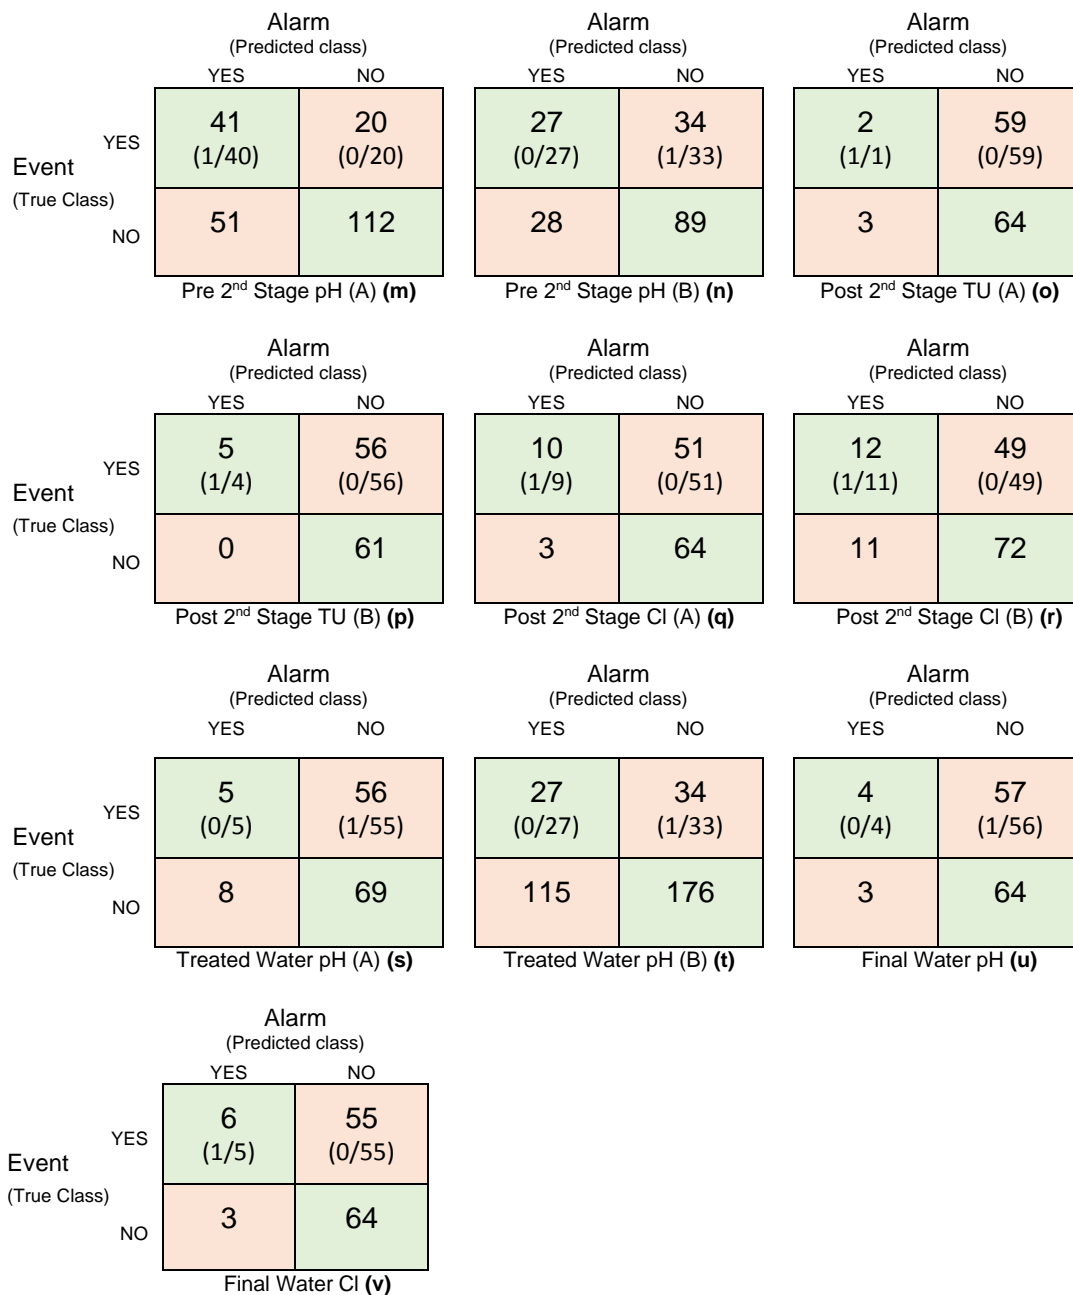 Alarm Alarm Alarm
(Predicted class) (Predicted class) (Predicted class)
YES NO YES NO YES NO
41 20 27 34 2 59
YES
(1/40) (0/20) (0/27) (1/33) (1/1) (0/59)
Event
(True Class)
51 112 28 89 3 64
NO
Pre 2nd Stage pH (A) (m) Pre 2nd Stage pH (B) (n) Post 2nd Stage TU (A) (o)
Alarm Alarm Alarm
(Predicted class) (Predicted class) (Predicted class)
YES NO YES NO YES NO
5 56 10 51 12 49
YES
(1/4) (0/56) (1/9) (0/51) (1/11) (0/49)
Event
(True Class)
0 61 3 64 11 72
NO
Post 2nd Stage TU (B) (p) Post 2nd Stage Cl (A) (q) Post 2nd Stage Cl (B) (r)
Alarm Alarm Alarm
(Predicted class) (Predicted class) (Predicted class)
YES NO YES NO YES NO
5 56 27 34 4 57
YES
(0/5) (1/55) (0/27) (1/33) (0/4) (1/56)
Event
(True Class)
8 69 115 176 3 64
NO
Treated Water pH (A) (s) Treated Water pH (B) (t) Final Water pH (u)
Alarm
(Predicted class)
YES NO
6 55
YES
(1/5) (0/55)
Event
(True Class)
3 64
NO
Final Water Cl (v)